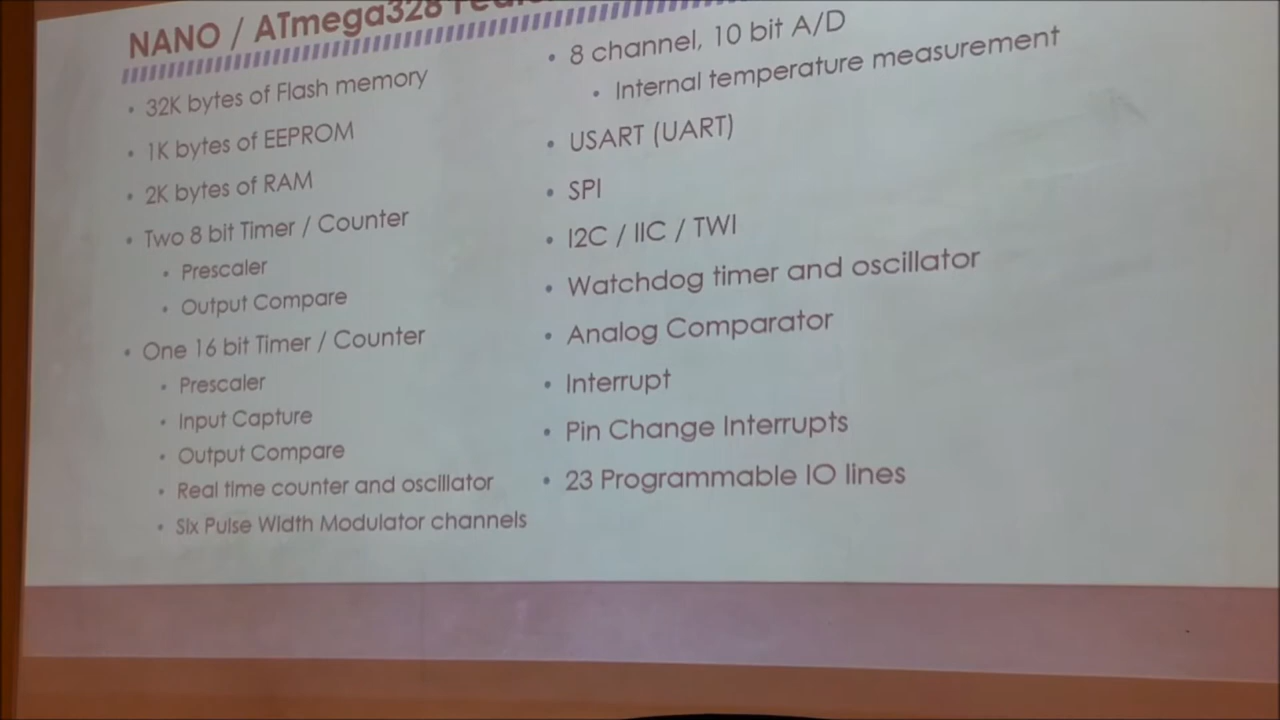 NANO / ATmega328
• 32K bytes of Flash memory
• 1K bytes of EEPROM
• 2K bytes of RAM
• Two 8 bit Timer / Counter
• Prescaler
• Output Compare
• One 16 bit Timer / Counter
• Prescaler
• Input Capture
• Output Compare
• Real time counter and oscillator
• Six Pulse Width Modulator channels
• 8 channel, 10 bit A/D
• Internal temperature measurement
• USART (UART)
• SPI
• I2C / IIC / TWI
• Watchdog timer and oscillator
• Analog Comparator
• Interrupt
• Pin Change Interrupts
• 23 Programmable IO lines